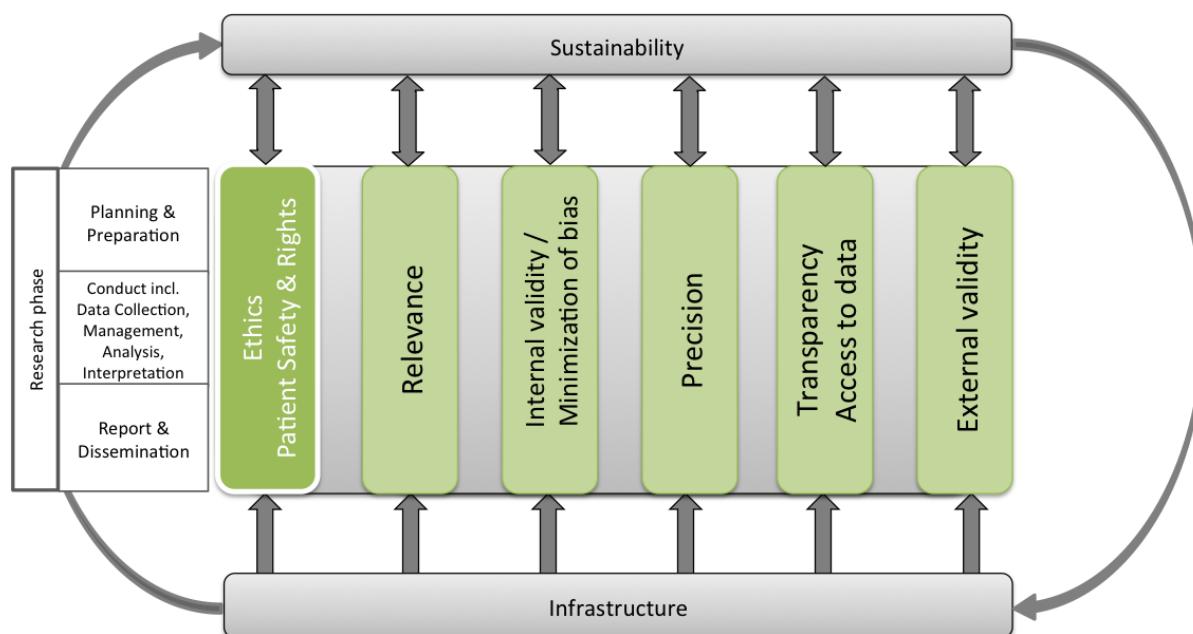 Sustainability
Research phase
Planning &
Preparation
Conduct incl.
Data Collection,
Management,
Analysis,
Interpretation
Report &
Dissemination
Ethics
Patient Safety & Rights
Relevance
Internal validity /
Minimization of bias
Precision
Transparency
Access to data
External validity
Infrastructure